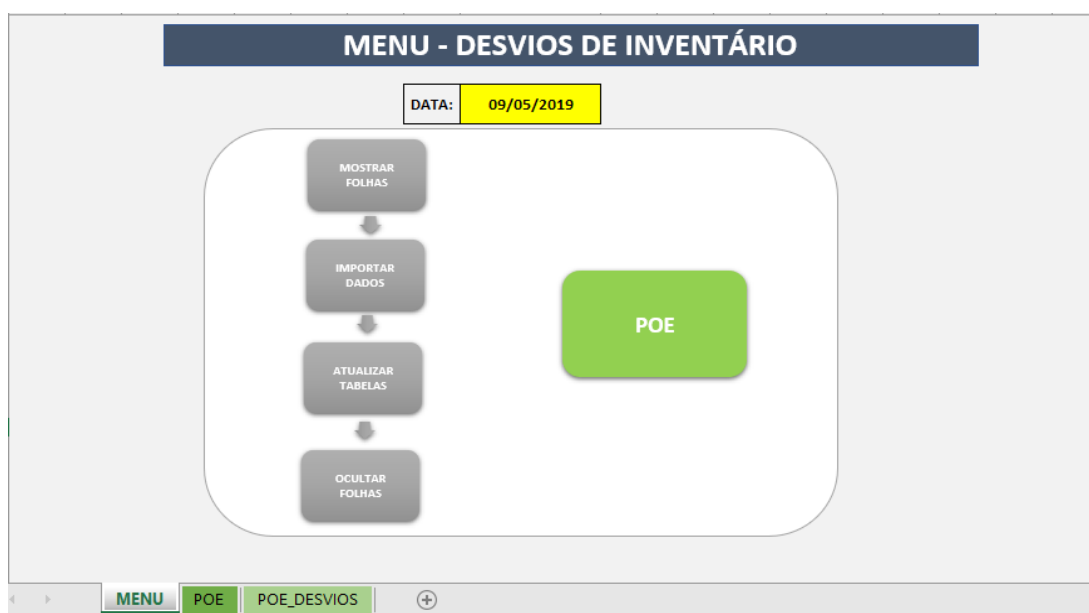 MENU - DESVIOS DE INVENTÁRIO
DATA: 09/05/2019
MOSTRAR
FOLHAS
IMPORTAR
DADOS
POE
ATUALIZAR
TABELAS
OCULTAR
FOLHAS
MENU POE POE_DESVIOS